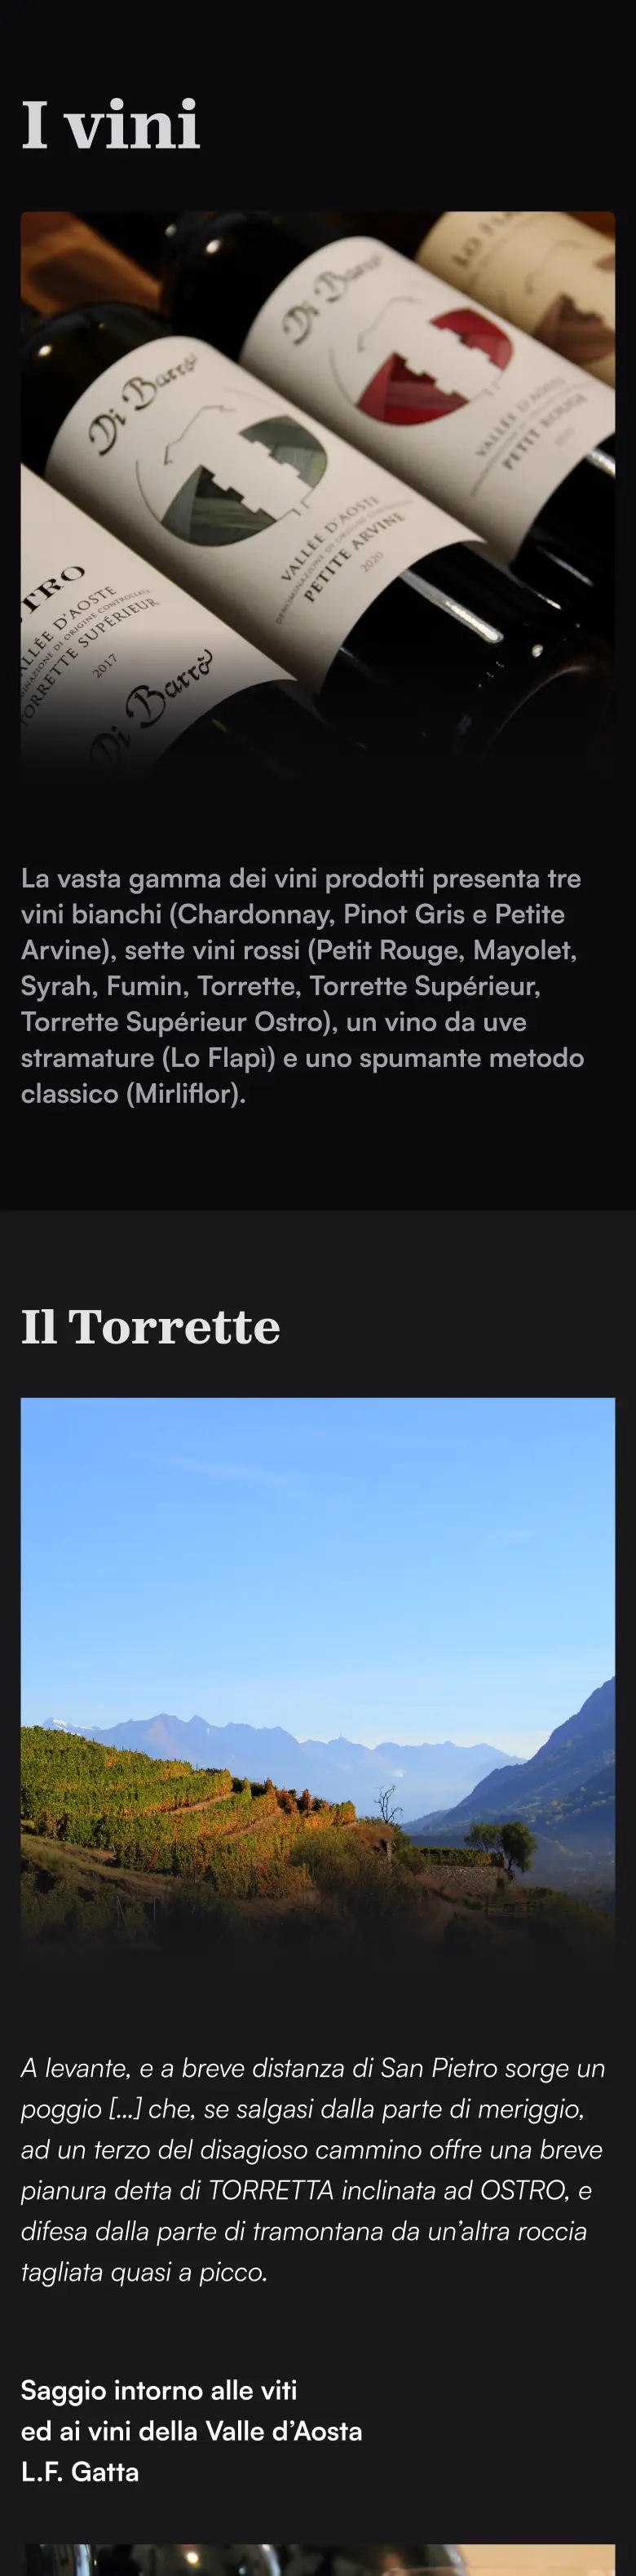 I vini
Di Barrò
LO FLA
Di Barrò
VALLÉE D'AOSTE
PETIT ROUGE
VALLÉE D'AOSTE
DENOMINAZIONE DI ORIGINE CONTROLLATA
PETITE ARVINE
2020
STRO
VALLÉE D'AOSTE
DENOMINAZIONE DI ORIGINE CONTROLLATA
TORRETTE SUPÉRIEUR
2017
Di Barrò
La vasta gamma dei vini prodotti presenta tre
vini bianchi (Chardonnay, Pinot Gris e Petite
Arvine), sette vini rossi (Petit Rouge, Mayolet,
Syrah, Fumin, Torrette, Torrette Supérieur,
Torrette Supérieur Ostro), un vino da uve
stramature (Lo Flapì) e uno spumante metodo
classico (Mirliflor).
Il Torrette
A levante, e a breve distanza di San Pietro sorge un
poggio [...] che, se salgasi dalla parte di meriggio,
ad un terzo del disagioso cammino offre una breve
pianura detta di TORRETTA inclinata ad OSTRO, e
difesa dalla parte di tramontana da un’altra roccia
tagliata quasi a picco.
Saggio intorno alle viti
ed ai vini della Valle d’Aosta
L.F. Gatta